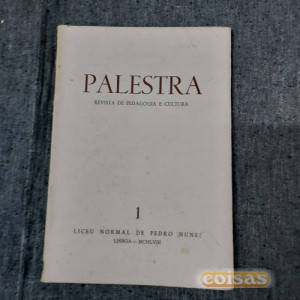 PALESTRA
REVISTA DE PEDAGOGIA E CULTURA
1
LICEU NORMAL DE PEDRO NUNES
LISBOA — MCMLVIII
coisas